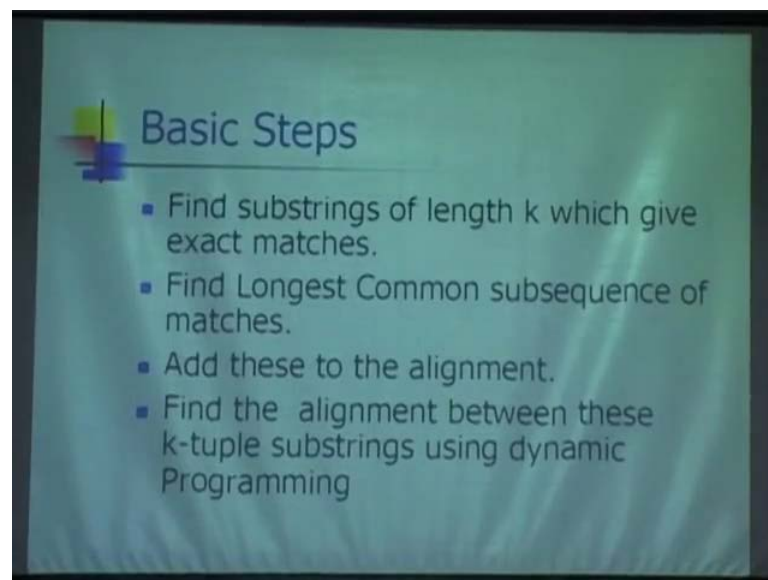 Basic Steps
Find substrings of length k which give
exact matches.
Find Longest Common subsequence of
matches.
Add these to the alignment.
Find the alignment between these
k-tuple substrings using dynamic
Programming